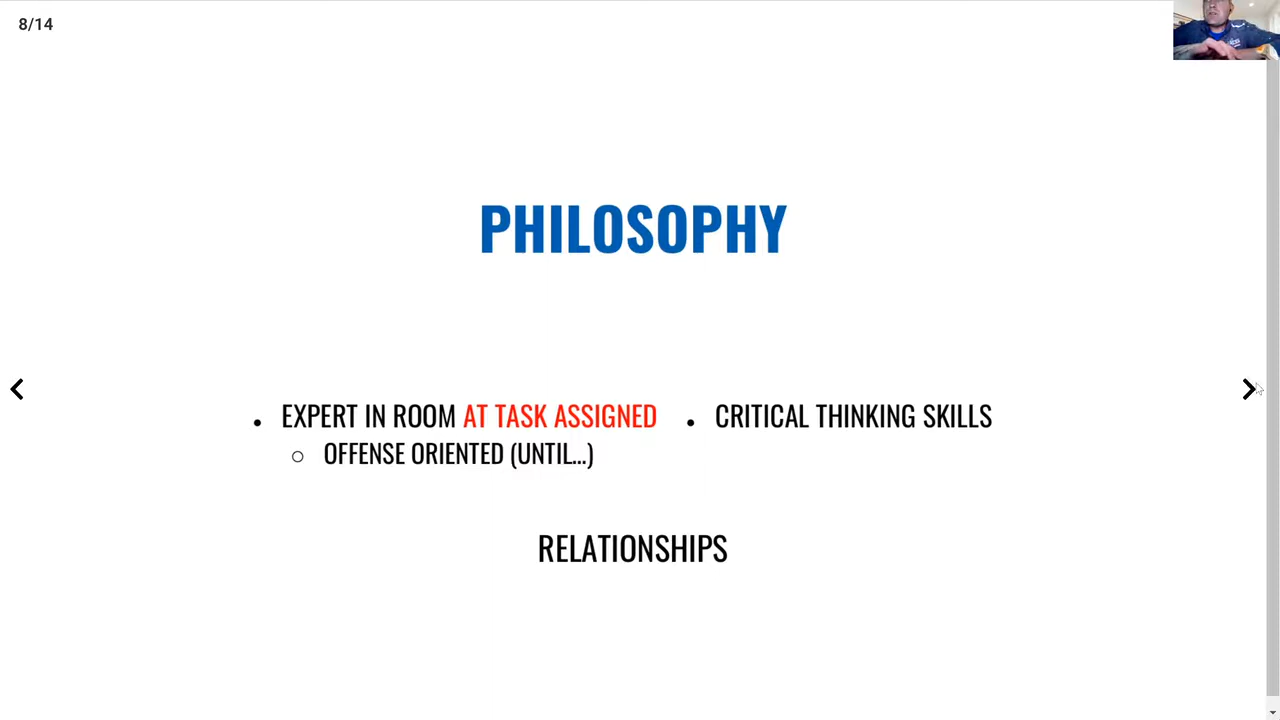 8/14
PHILOSOPHY
• EXPERT IN ROOM AT TASK ASSIGNED
○ OFFENSE ORIENTED (UNTIL...)
• CRITICAL THINKING SKILLS
RELATIONSHIPS